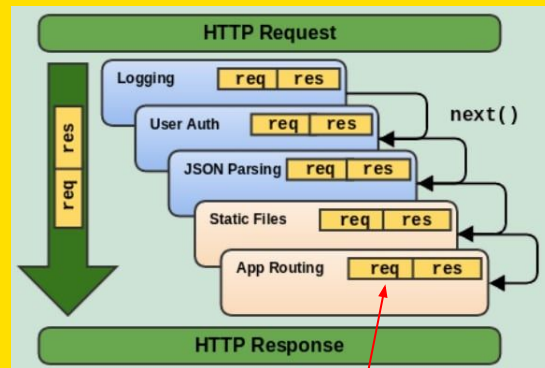 HTTP Request
Logging req res
next()
User Auth req res
JSON Parsing req res
Static Files req res
App Routing req res
res
req
HTTP Response